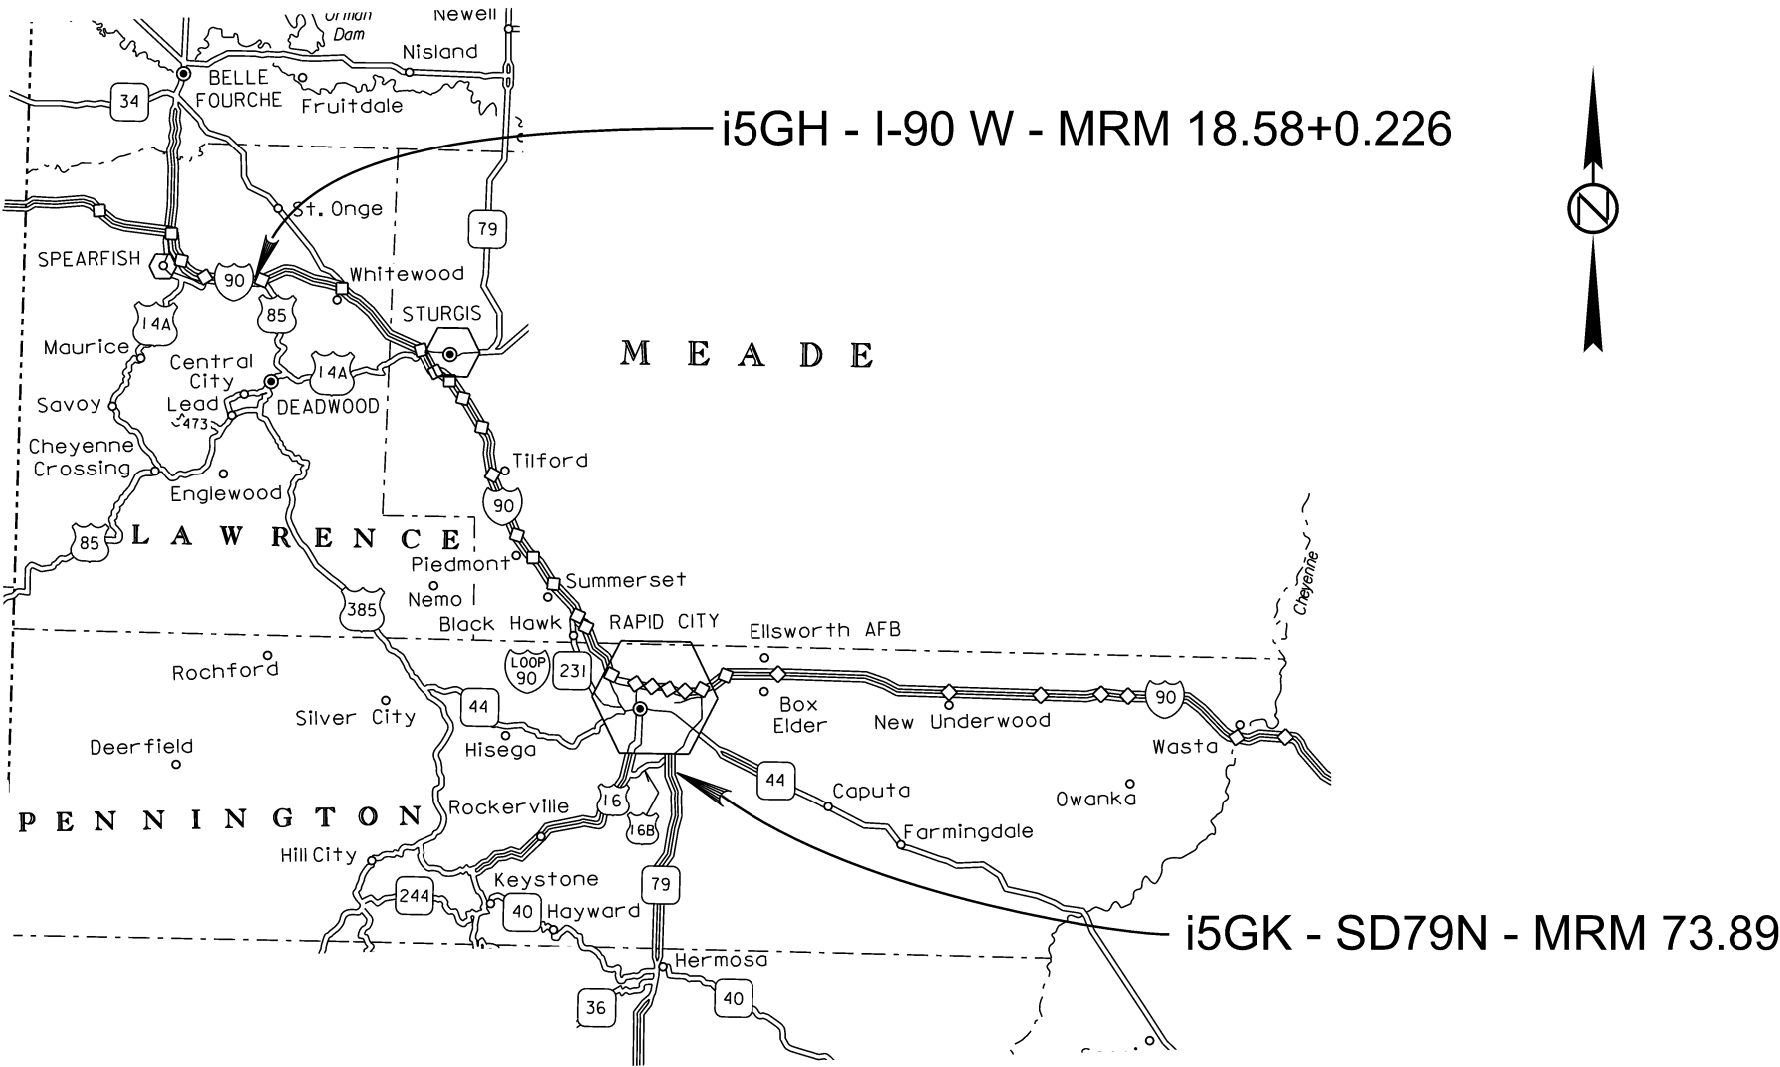 Newell
Dam
Nisland
BELLE
FOURCHE
34
Fruitdale
i5GH - I-90 W - MRM 18.58+0.226
N
St. Onge
79
SPEARFISH
90
Whitewood
85
STURGIS
14A
Maurice
MEADE
Central
City
14A
Savoy
Lead
DEADWOOD
473
Cheyenne
Crossing
Tilford
Englewood
90
LAWRENCE
85
Piedmont
Cheyenne
Summerset
Nemo
385
Black Hawk
RAPID CITY
Ellsworth AFB
Rochford
LOOP
90
231
44
Silver City
Box
Elder
New Underwood
90
Hisega
Wasta
Deerfield
44
Caputa
Owanka
16
Rockerville
PENNINGTON
16B
Farmingdale
Hill City
Keystone
79
244
40
Hayward
i5GK - SD79N - MRM 73.89
Hermosa
36
40